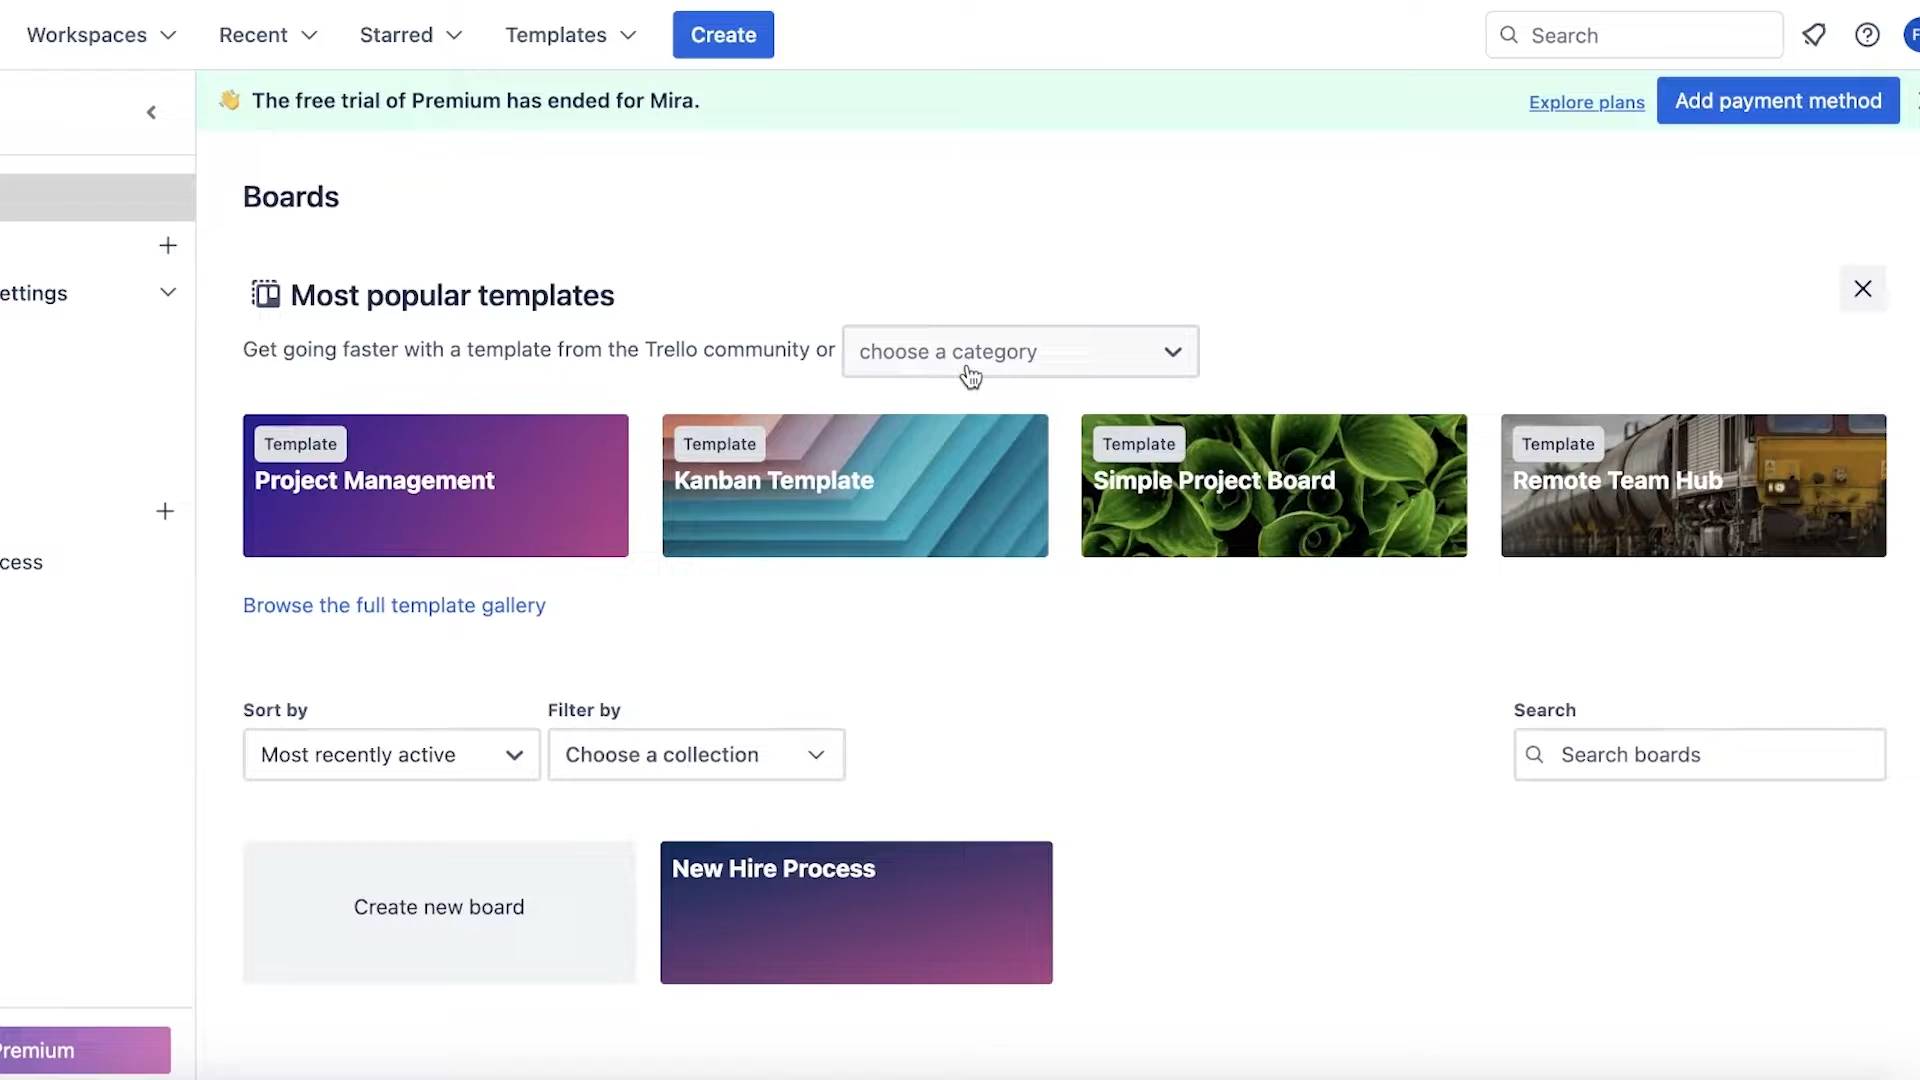 Workspaces
Recent
Starred
Templates
Create
Search
F
The free trial of Premium has ended for Mira.
Explore plans
Add payment method
Boards
ettings
Most popular templates
Get going faster with a template from the Trello community or
choose a category
Template
Project Management
Template
Kanban Template
Template
Simple Project Board
Template
Remote Team Hub
cess
Browse the full template gallery
Sort by
Filter by
Search
Most recently active
Choose a collection
Search boards
Create new board
New Hire Process
Premium